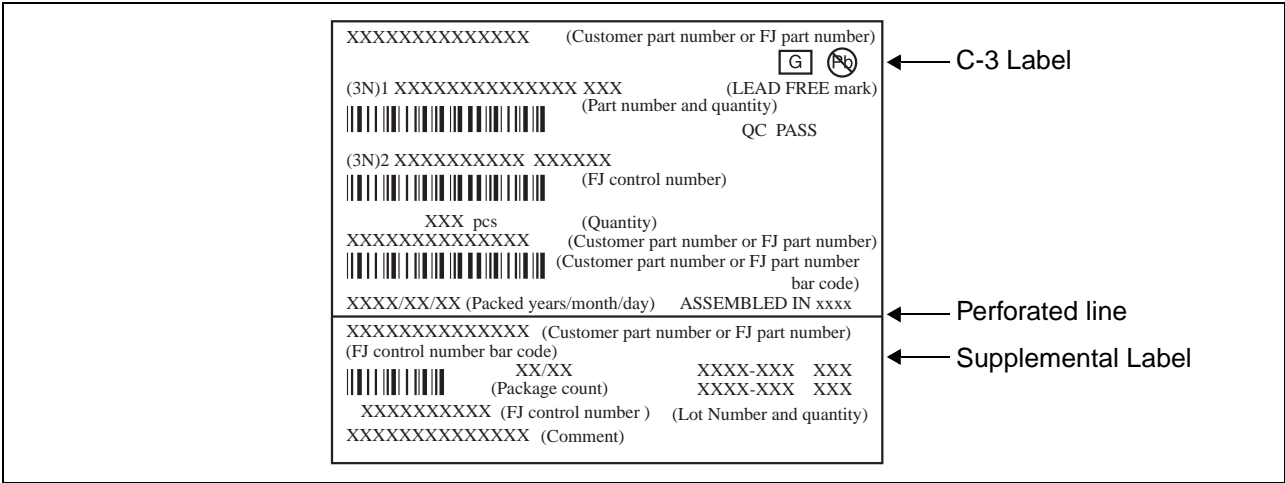 XXXXXXXXXXXXXX (Customer part number or FJ part number)
G Pb
C-3 Label
(3N)1 XXXXXXXXXXXXXX XXX (LEAD FREE mark)
(Part number and quantity)
QC PASS
(3N)2 XXXXXXXXXX XXXXXX
(FJ control number)
XXX pcs (Quantity)
XXXXXXXXXXXXXX (Customer part number or FJ part number)
(Customer part number or FJ part number
bar code)
XXXX/XX/XX (Packed years/month/day) ASSEMBLED IN xxxx
Perforated line
XXXXXXXXXXXXXX (Customer part number or FJ part number)
(FJ control number bar code)
Supplemental Label
XX/XX XXXX-XXX XXX
(Package count) XXXX-XXX XXX
XXXXXXXXXX (FJ control number ) (Lot Number and quantity)
XXXXXXXXXXXXXX (Comment)